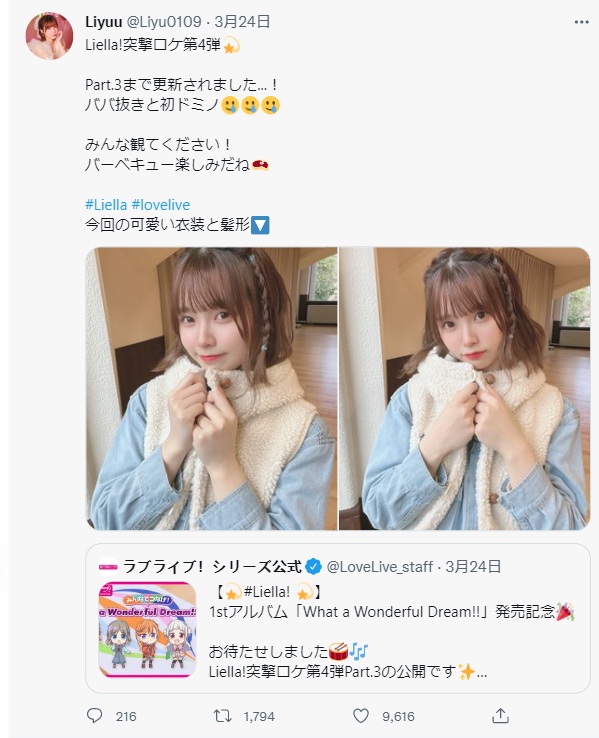 Liyuu @Liyu0109 · 3月24日
Liella!突撃ロケ第4弾💫
Part.3まで更新されました...！
ババ抜きと初ドミノ🥲🥲🥲
みんな観てください！
バーベキュー楽しみだね🥩
#Liella #lovelive
今回の可愛い衣装と髪形🔽
ラブライブ！シリーズ公式 @LoveLive_staff · 3月24日
みんなでつなげ！
a Wonderful Dream!!
【💫#Liella! 💫】
1stアルバム「What a Wonderful Dream!!」発売記念🎉
お待たせしました🥁🎶
Liella!突撃ロケ第4弾Part.3の公開です✨...
216 1,794 9,616